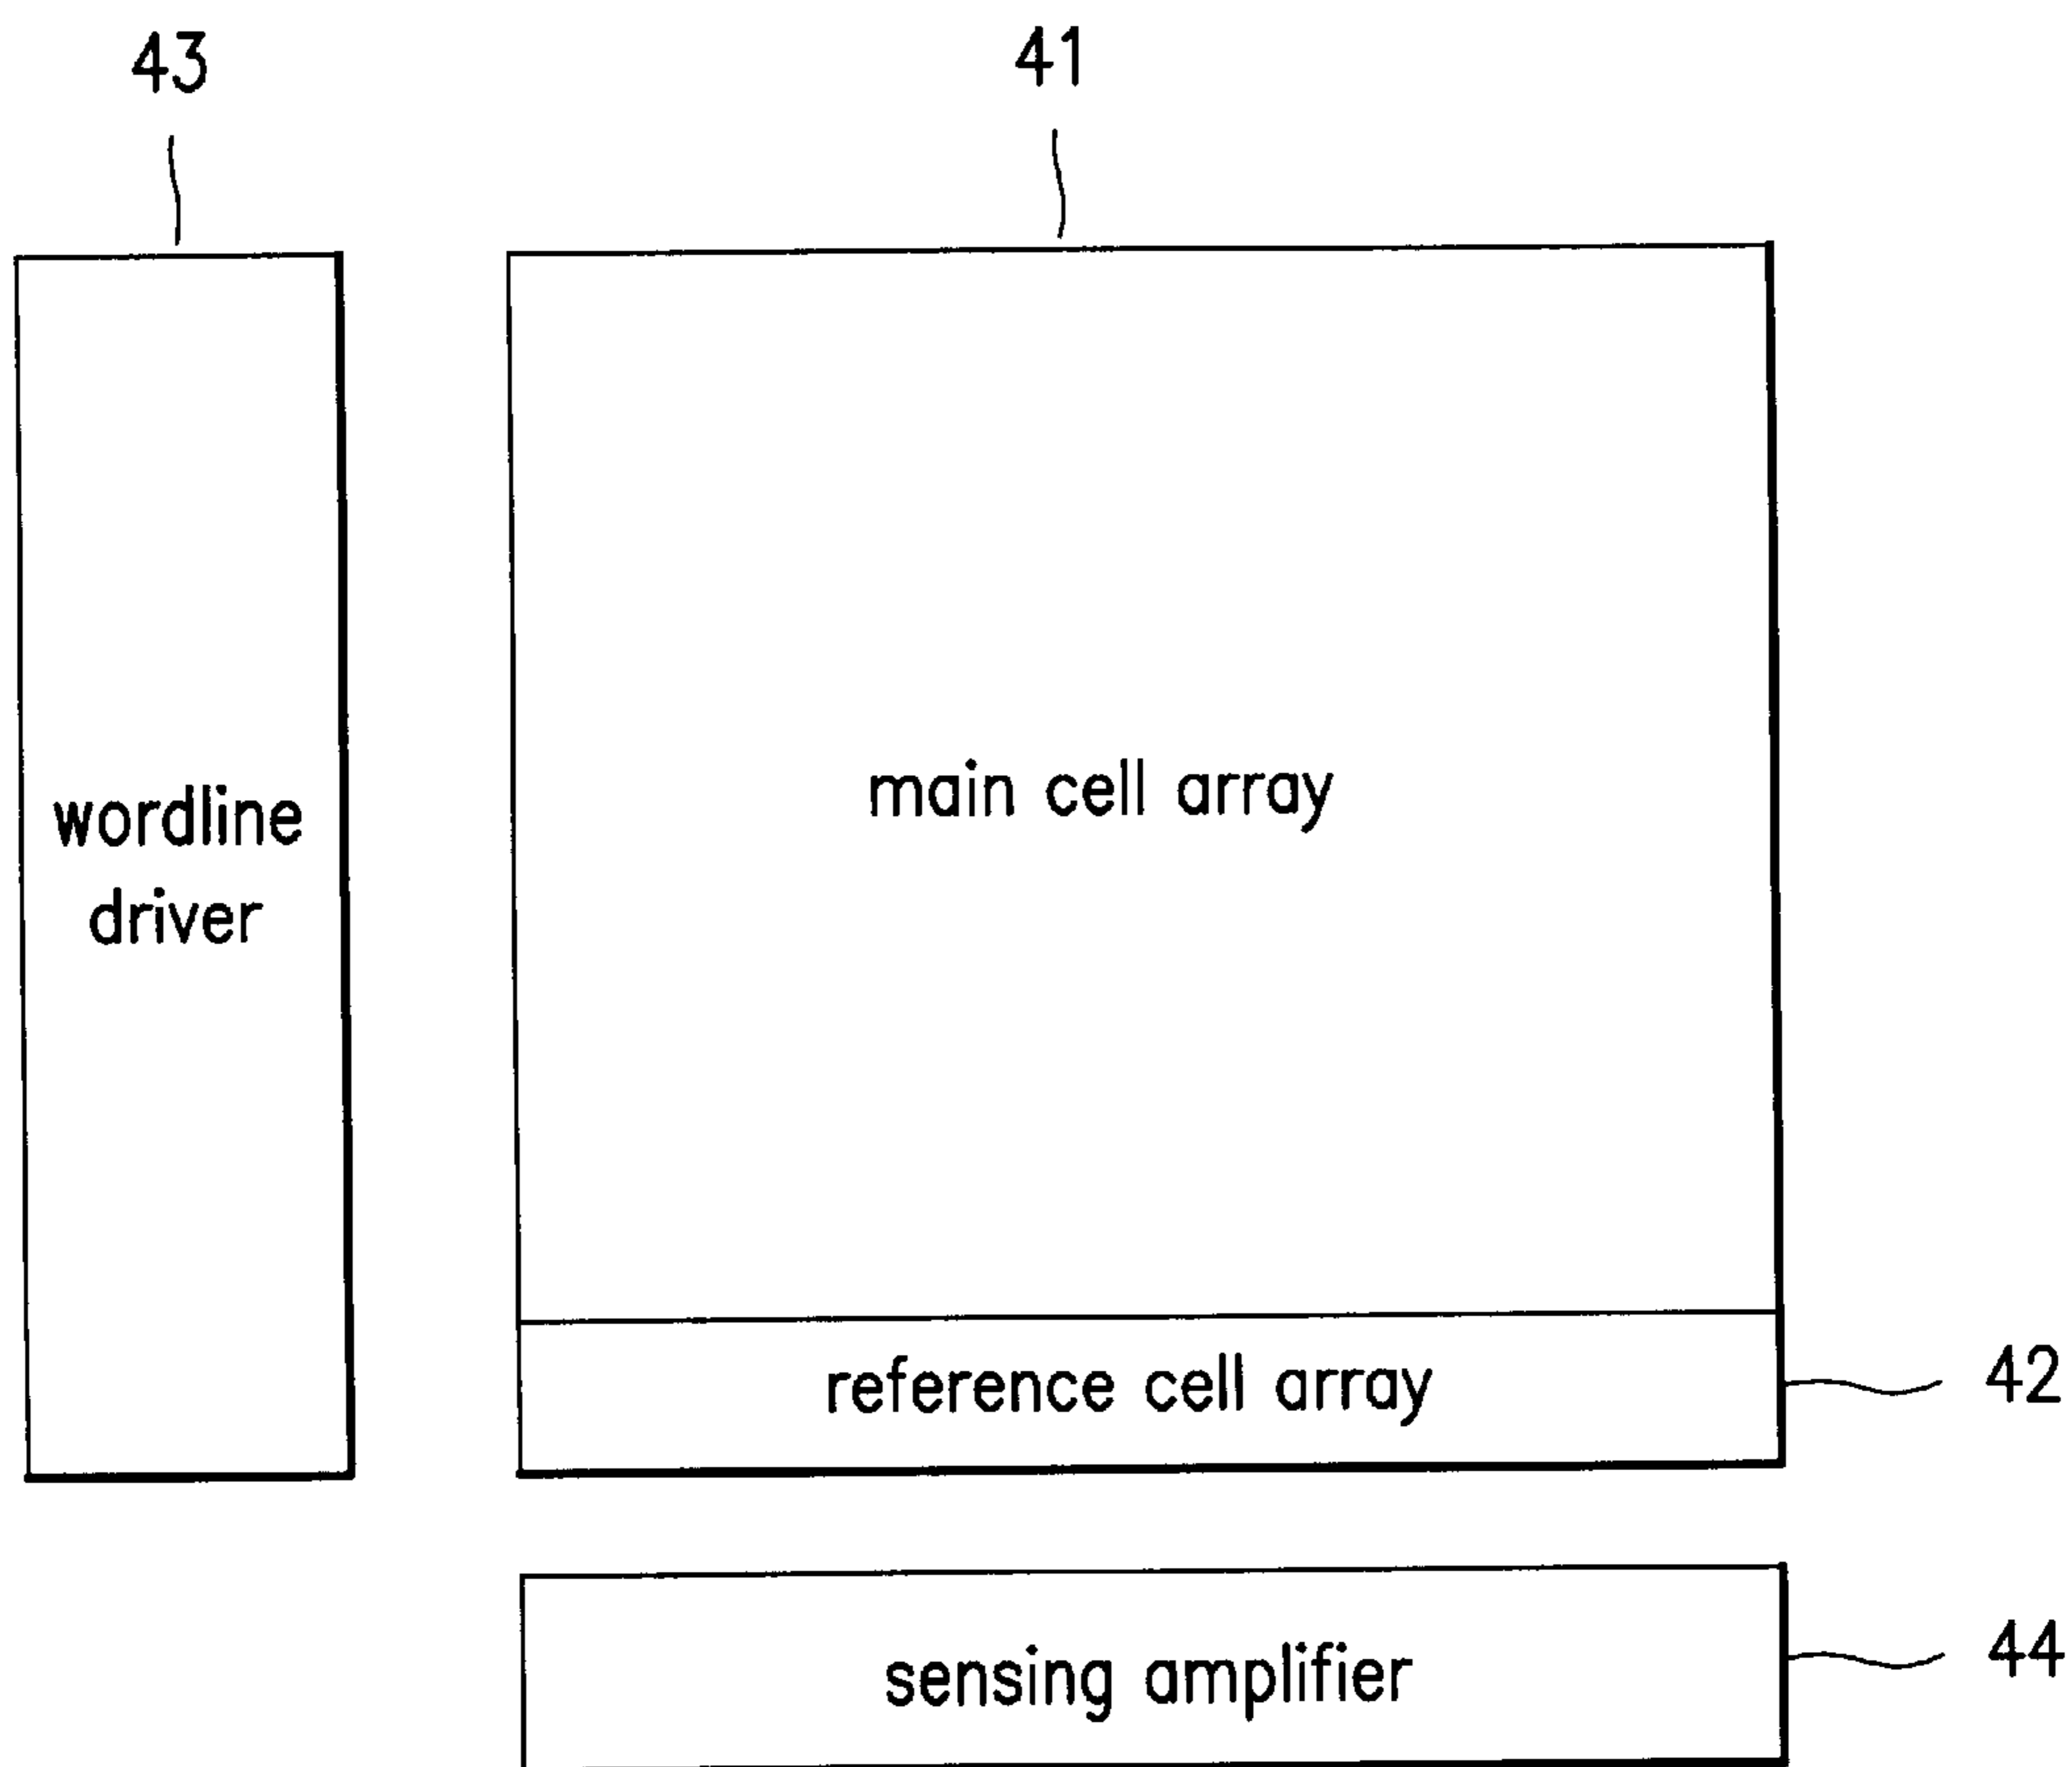 43
41
wordline
driver
main cell array
reference cell array
42
sensing amplifier
44